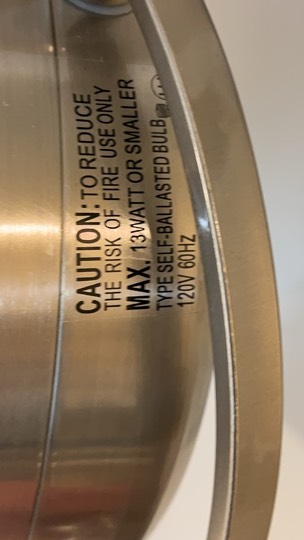 CAUTION: TO REDUCE
THE RISK OF FIRE USE ONLY
MAX. 13WATT OR SMALLER
TYPE SELF-BALLASTED BULB
120V 60HZ